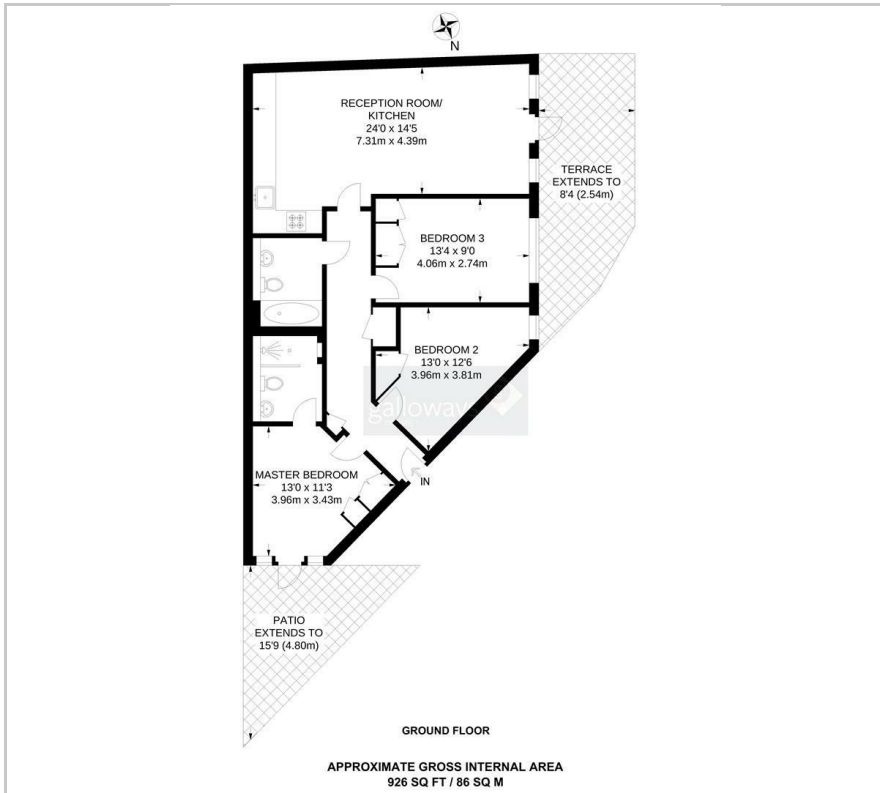 N
RECEPTION ROOM/
KITCHEN
24'0 x 14'5
7.31m x 4.39m
TERRACE
EXTENDS TO
8'4 (2.54m)
BEDROOM 3
13'4 x 9'0
4.06m x 2.74m
BEDROOM 2
13'0 x 12'6
3.96m x 3.81m
galloways
MASTER BEDROOM
13'0 x 11'3
3.96m x 3.43m
IN
PATIO
EXTENDS TO
15'9 (4.80m)
GROUND FLOOR
APPROXIMATE GROSS INTERNAL AREA
926 SQ FT / 86 SQ M